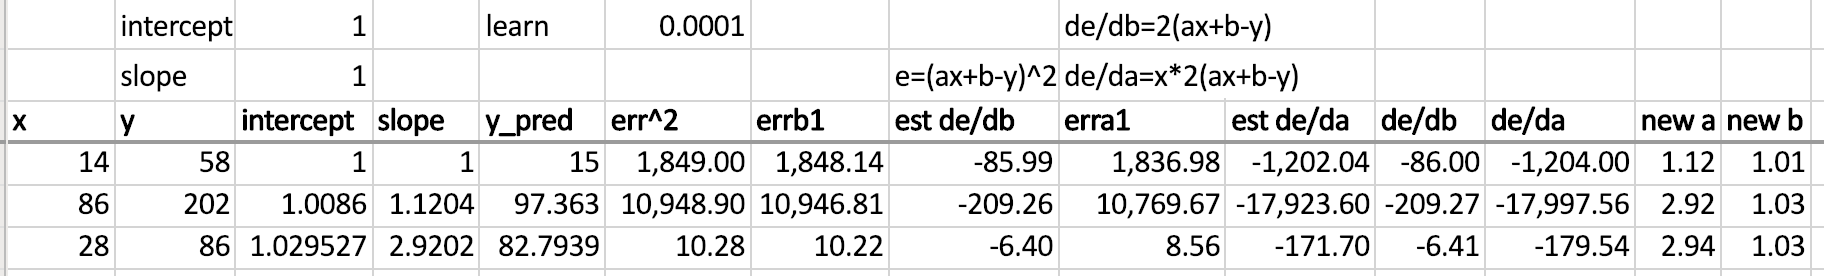 intercept 1 learn 0.0001 de/db=2(ax+b-y)
slope 1 e=(ax+b-y)^2 de/da=x*2(ax+b-y)
x y intercept slope y_pred err^2 errb1 est de/db erra1 est de/da de/db de/da new a new b
14 58 1 1 15 1,849.00 1,848.14 -85.99 1,836.98 -1,202.04 -86.00 -1,204.00 1.12 1.01
86 202 1.0086 1.1204 97.363 10,948.90 10,946.81 -209.26 10,769.67 -17,923.60 -209.27 -17,997.56 2.92 1.03
28 86 1.029527 2.9202 82.7939 10.28 10.22 -6.40 8.56 -171.70 -6.41 -179.54 2.94 1.03